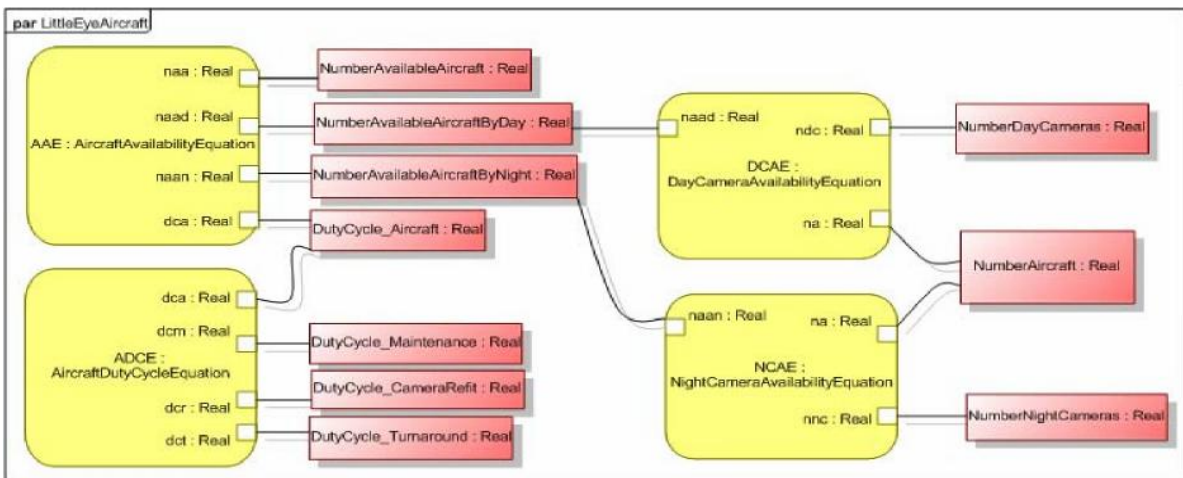 par LittleEyeAircraft
naa : Real
naad : Real
AAE : AircraftAvailabilityEquation
naan : Real
dca : Real
NumberAvailableAircraft : Real
NumberAvailableAircraftByDay : Real
NumberAvailableAircraftByNight : Real
DutyCycle_Aircraft : Real
dca : Real
dcm : Real
ADCE :
AircraftDutyCycleEquation
dcr : Real
dct : Real
DutyCycle_Maintenance : Real
DutyCycle_CameraRefit : Real
DutyCycle_Turnaround : Real
naad : Real
ndc : Real
DCAE :
DayCameraAvailabilityEquation
na : Real
naan : Real
na : Real
NCAE :
NightCameraAvailabilityEquation
nnc : Real
NumberDayCameras : Real
NumberAircraft : Real
NumberNightCameras : Real